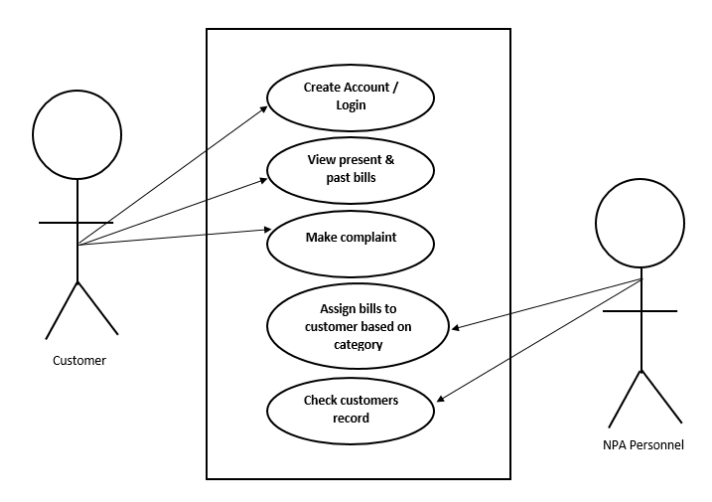 Create Account /
Login
View present &
past bills
Make complaint
Assign bills to
customer based on
category
Check customers
record
Customer
NPA Personnel